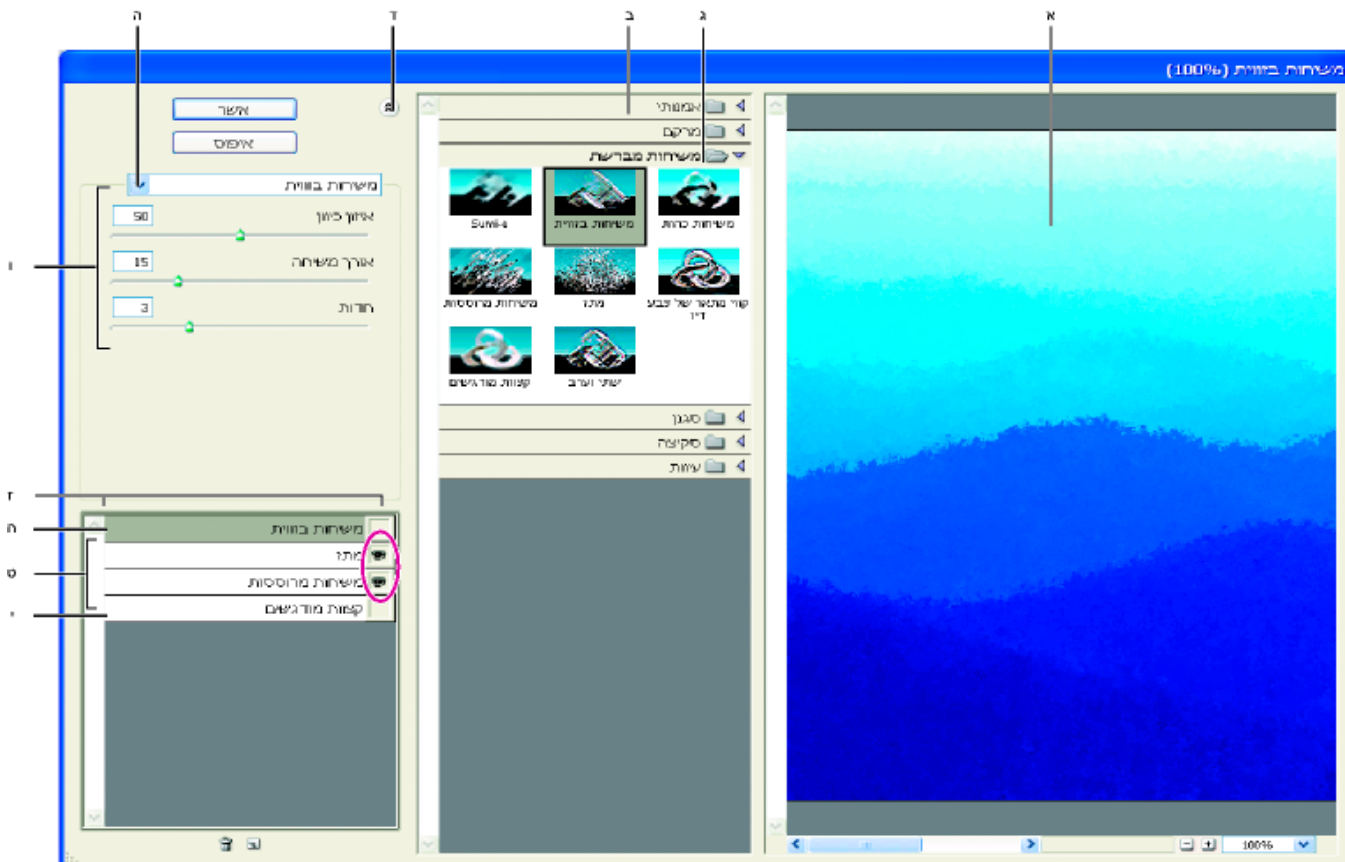 א
ג
ב
ד
ה
משיחות בזווית (100%)
אמנותי
מרקם
משיחות מברשת
משיחות כהות
משיחות בזווית
Sumi-e
קווי מתאר של צבע דיו
מתז
משיחות מרוססות
שתי וערב
קצוות מודגשים
סגנן
סקיצה
עיוות
100%
אשר
איפוס
משיחות בזווית
איזון כיוון
50
אורך משיחה
15
חדות
3
ו
ז
משיחות בזווית
ח
מתז
ט
משיחות מרוססות
קצוות מודגשים
י